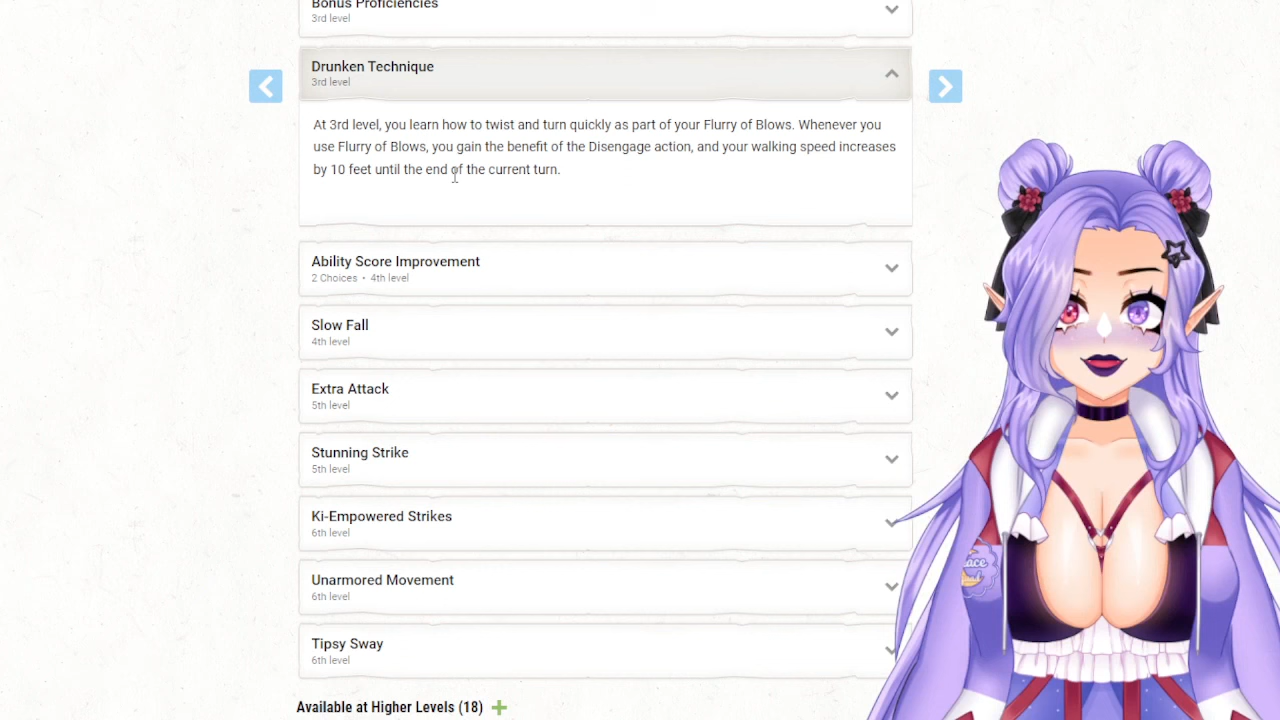 Bonus Proficiencies
3rd level
Drunken Technique
3rd level
At 3rd level, you learn how to twist and turn quickly as part of your Flurry of Blows. Whenever you
use Flurry of Blows, you gain the benefit of the Disengage action, and your walking speed increases
by 10 feet until the end of the current turn.
Ability Score Improvement
2 Choices • 4th level
Slow Fall
4th level
Extra Attack
5th level
Stunning Strike
5th level
Ki-Empowered Strikes
6th level
Unarmored Movement
6th level
Tipsy Sway
6th level
Available at Higher Levels (18)